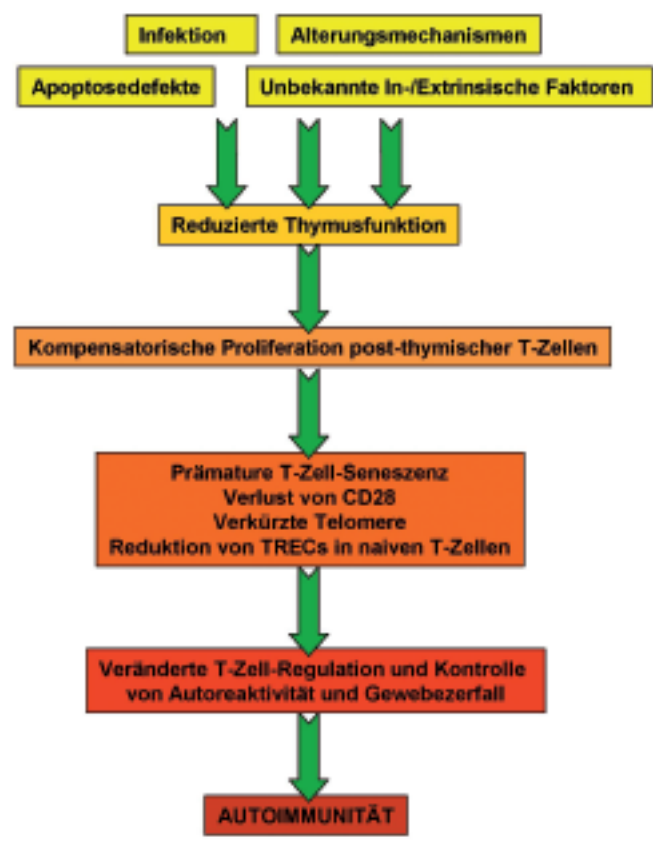 Infektion
Alterungsmechanismen
Apoptosedefekte
Unbekannte In-/Extrinsische Faktoren
Reduzierte Thymusfunktion
Kompensatorische Proliferation post-thymischer T-Zellen
Prämature T-Zell-Seneszenz
Verlust von CD28
Verkürzte Telomere
Reduktion von TRECs in naiven T-Zellen
Veränderte T-Zell-Regulation und Kontrolle
von Autoreaktivität und Gewebezerfall
AUTOIMMUNITÄT